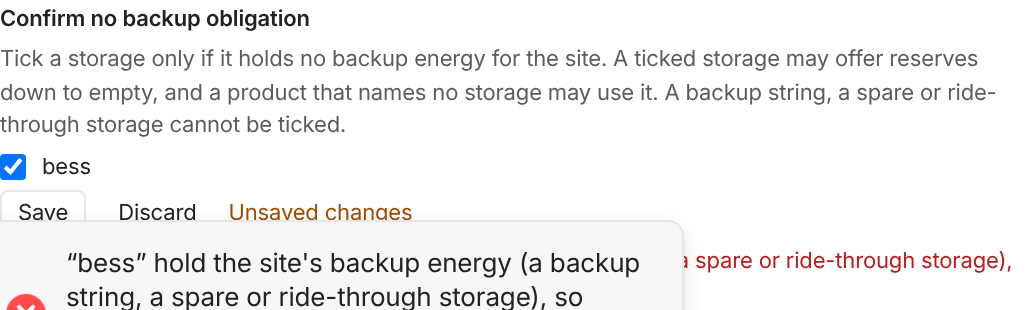 Confirm no backup obligation
Tick a storage only if it holds no backup energy for the site. A ticked storage may offer reserves
down to empty, and a product that names no storage may use it. A backup string, a spare or ride-
through storage cannot be ticked.
bess
Save Discard Unsaved changes
“bess” hold the site's backup energy (a backup
a spare or ride-through storage),
string, a spare or ride-through storage), so